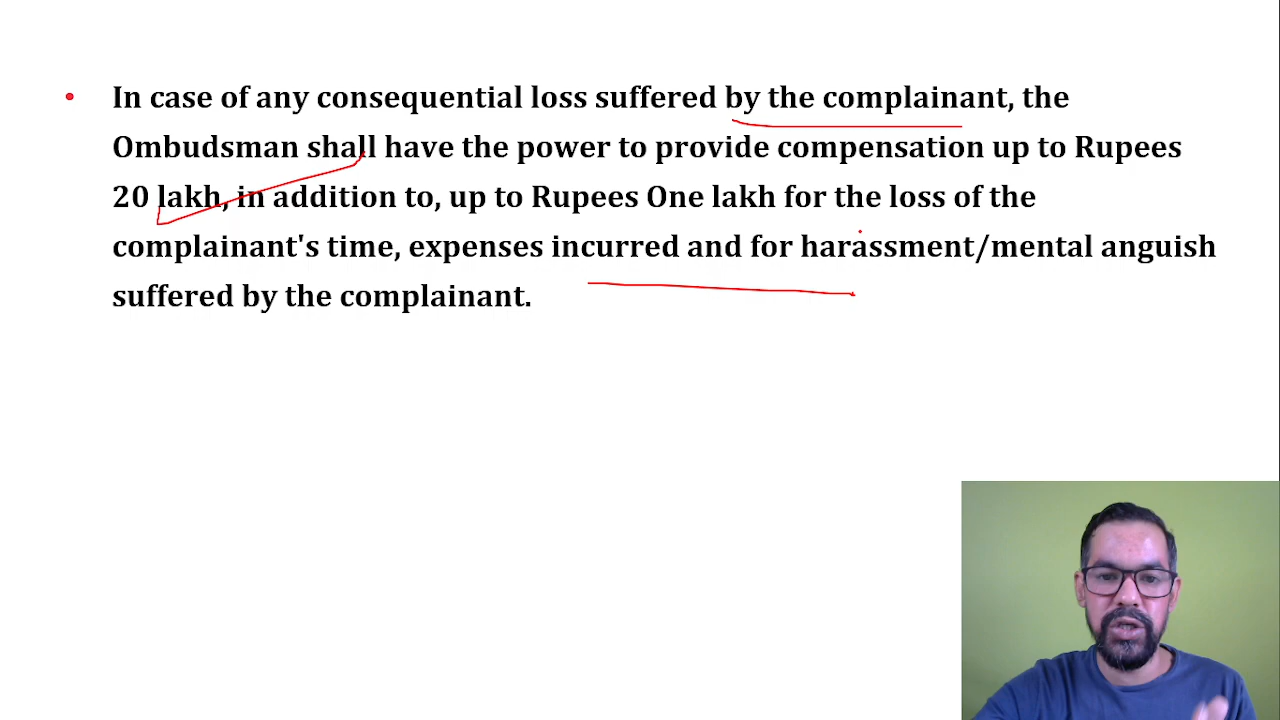 In case of any consequential loss suffered by the complainant, the
Ombudsman shall have the power to provide compensation up to Rupees
20 lakh, in addition to, up to Rupees One lakh for the loss of the
complainant's time, expenses incurred and for harassment/mental anguish
suffered by the complainant.